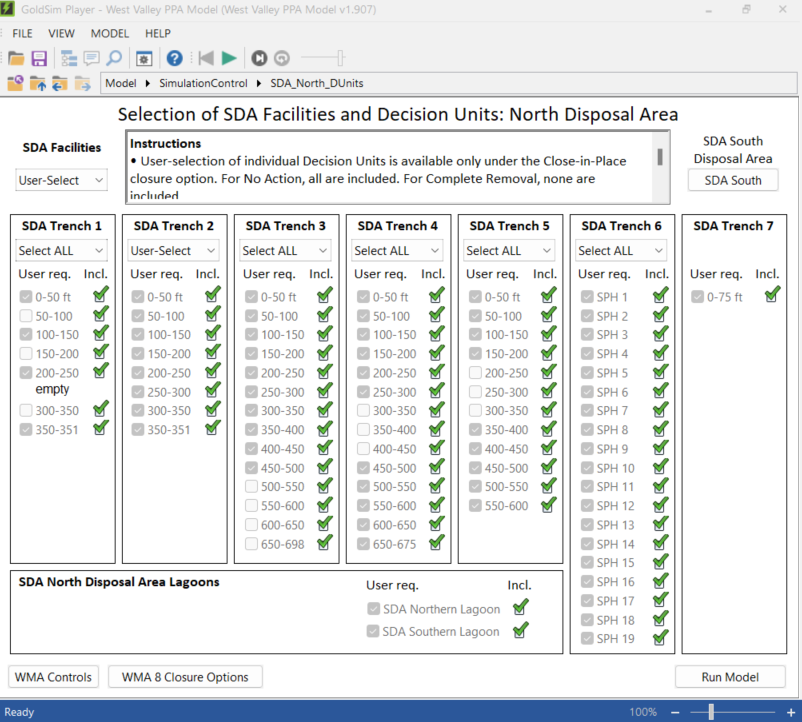 GoldSim Player - West Valley PPA Model (West Valley PPA Model v1.907)
FILE VIEW MODEL HELP
Model SimulationControl SDA_North_DUnits
Selection of SDA Facilities and Decision Units: North Disposal Area
SDA Facilities
User-Select
Instructions
• User-selection of individual Decision Units is available only under the Close-in-Place
closure option. For No Action, all are included. For Complete Removal, none are
included.
SDA South
Disposal Area
SDA South
SDA Trench 1
Select ALL
User req. Incl.
0-50 ft
50-100
100-150
150-200
200-250
empty
300-350
350-351
SDA Trench 2
User-Select
User req. Incl.
0-50 ft
50-100
100-150
150-200
200-250
250-300
300-350
350-351
SDA Trench 3
Select ALL
User req. Incl.
0-50 ft
50-100
100-150
150-200
200-250
250-300
300-350
350-400
400-450
450-500
500-550
550-600
600-650
650-698
SDA Trench 4
Select ALL
User req. Incl.
0-50 ft
50-100
100-150
150-200
200-250
250-300
300-350
350-400
400-450
450-500
500-550
550-600
600-650
650-675
SDA Trench 5
Select ALL
User req. Incl.
0-50 ft
50-100
100-150
150-200
200-250
250-300
300-350
350-400
400-450
450-500
500-550
550-600
SDA Trench 6
Select ALL
User req. Incl.
SPH 1
SPH 2
SPH 3
SPH 4
SPH 5
SPH 6
SPH 7
SPH 8
SPH 9
SPH 10
SPH 11
SPH 12
SPH 13
SPH 14
SPH 15
SPH 16
SPH 17
SPH 18
SPH 19
SDA Trench 7
User req. Incl.
0-75 ft
SDA North Disposal Area Lagoons
User req. Incl.
SDA Northern Lagoon
SDA Southern Lagoon
WMA Controls
WMA 8 Closure Options
Run Model
Ready
100%